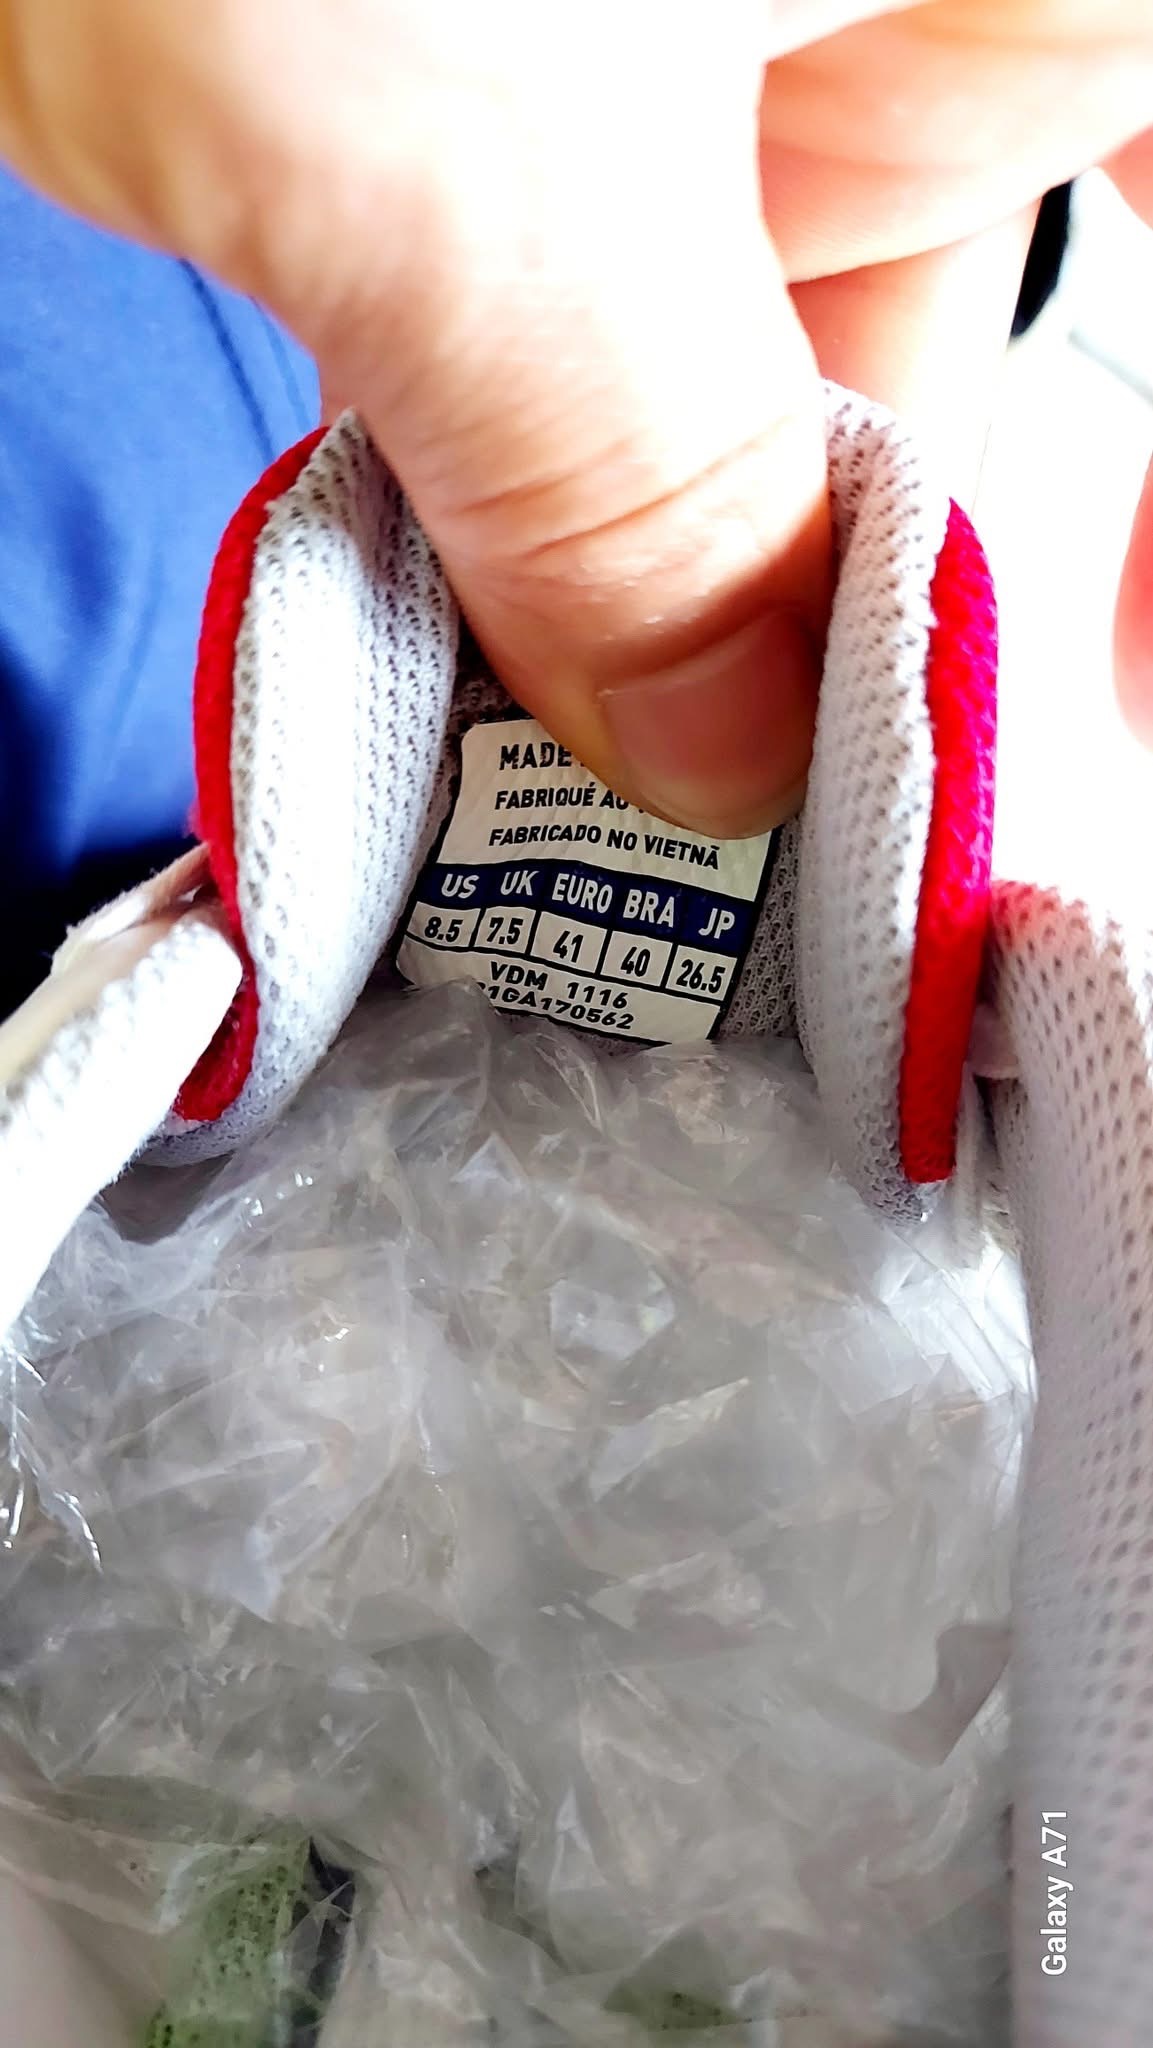 MADE
FABRIQUÉ AU
FABRICADO NO VIETNÃ
US UK EURO BRA JP
8.5 7.5 41 40 26.5
VDM 1116
1GA170562
Galaxy A71